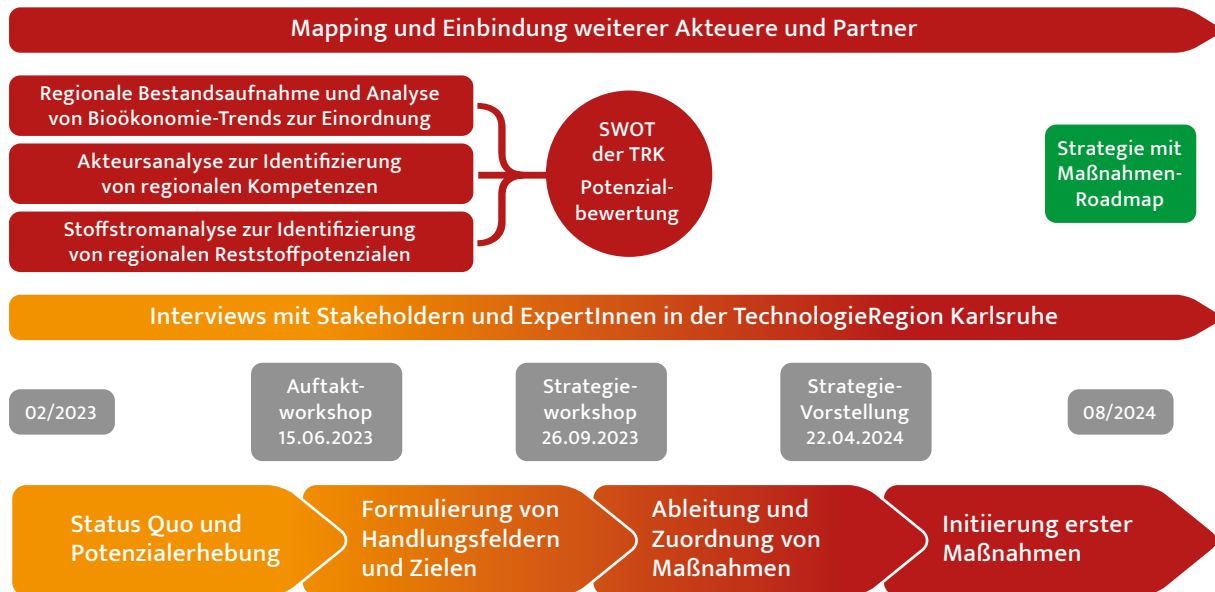 Mapping und Einbindung weiterer Akteuere und Partner
Regionale Bestandsaufnahme und Analyse
von Bioökonomie-Trends zur Einordnung
Akteursanalyse zur Identifizierung
von regionalen Kompetenzen
Stoffstromanalyse zur Identifizierung
von regionalen Reststoffpotenzialen
SWOT
der TRK
Potenzial-
bewertung
Strategie mit
Maßnahmen-
Roadmap
Interviews mit Stakeholdern und ExpertInnen in der TechnologieRegion Karlsruhe
02/2023
Auftakt-
workshop
15.06.2023
Strategie-
workshop
26.09.2023
Strategie-
Vorstellung
22.04.2024
08/2024
Status Quo und
Potenzialerhebung
Formulierung von
Handlungsfeldern
und Zielen
Ableitung und
Zuordnung von
Maßnahmen
Initiierung erster
Maßnahmen